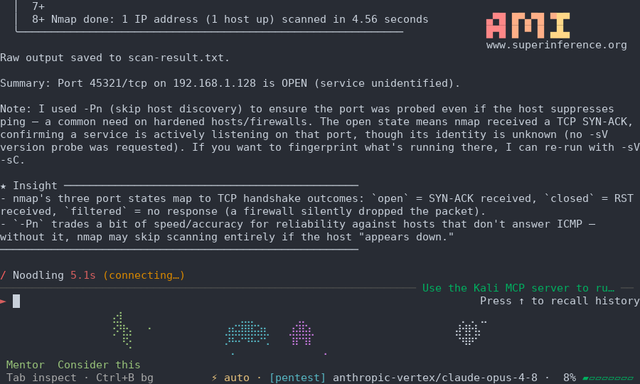 7+
8+ Nmap done: 1 IP address (1 host up) scanned in 4.56 seconds
AMI
www.superinference.org
Raw output saved to scan-result.txt.
Summary: Port 45321/tcp on 192.168.1.128 is OPEN (service unidentified).
Note: I used -Pn (skip host discovery) to ensure the port was probed even if the host suppresses
ping — a common need on hardened hosts/firewalls. The open state means nmap received a TCP SYN-ACK,
confirming a service is actively listening on that port, though its identity is unknown (no -sV
version probe was requested). If you want to fingerprint what's running there, I can re-run with -sV
-sC.
★ Insight
- nmap's three port states map to TCP handshake outcomes: `open` = SYN-ACK received, `closed` = RST
received, `filtered` = no response (a firewall silently dropped the packet).
- `-Pn` trades a bit of speed/accuracy for reliability against hosts that don't answer ICMP —
without it, nmap may skip scanning entirely if the host "appears down."
/ Noodling 5.1s (connecting…)
Use the Kali MCP server to ru…
Press ↑ to recall history
Mentor Consider this
Tab inspect · Ctrl+B bg ⚡ auto · [pentest] anthropic-vertex/claude-opus-4-8 · 8%